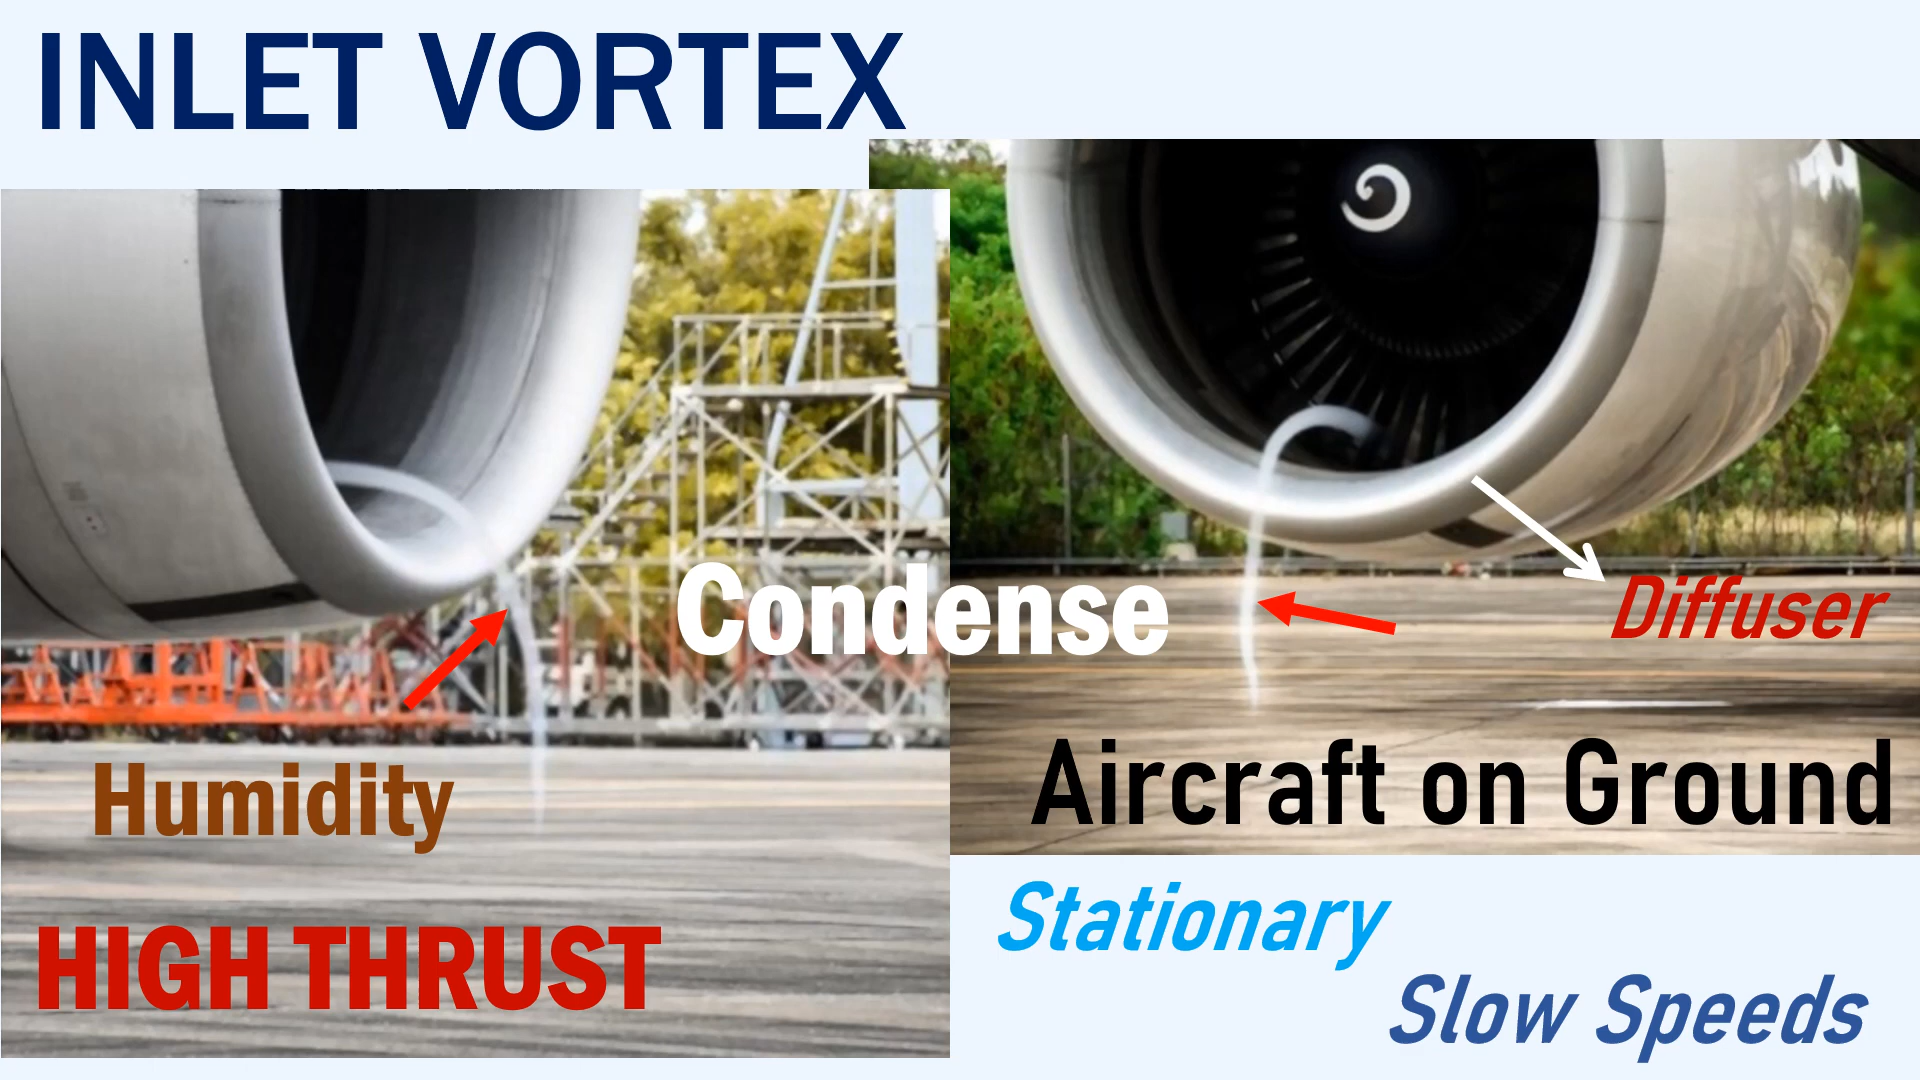 INLET VORTEX
Condense
Diffuser
Humidity
Aircraft on Ground
HIGH THRUST
Stationary
Slow Speeds